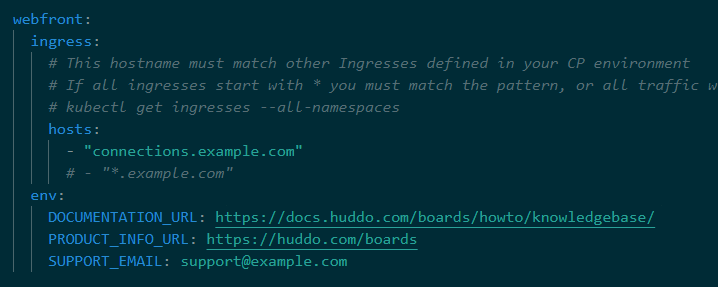 webfront:
ingress:
# This hostname must match other Ingresses defined in your CP environment
# If all ingresses start with * you must match the pattern, or all traffic w
# kubectl get ingresses --all-namespaces
hosts:
- "connections.example.com"
# - "*.example.com"
env:
DOCUMENTATION_URL: https://docs.huddo.com/boards/howto/knowledgebase/
PRODUCT_INFO_URL: https://huddo.com/boards
SUPPORT_EMAIL: support@example.com